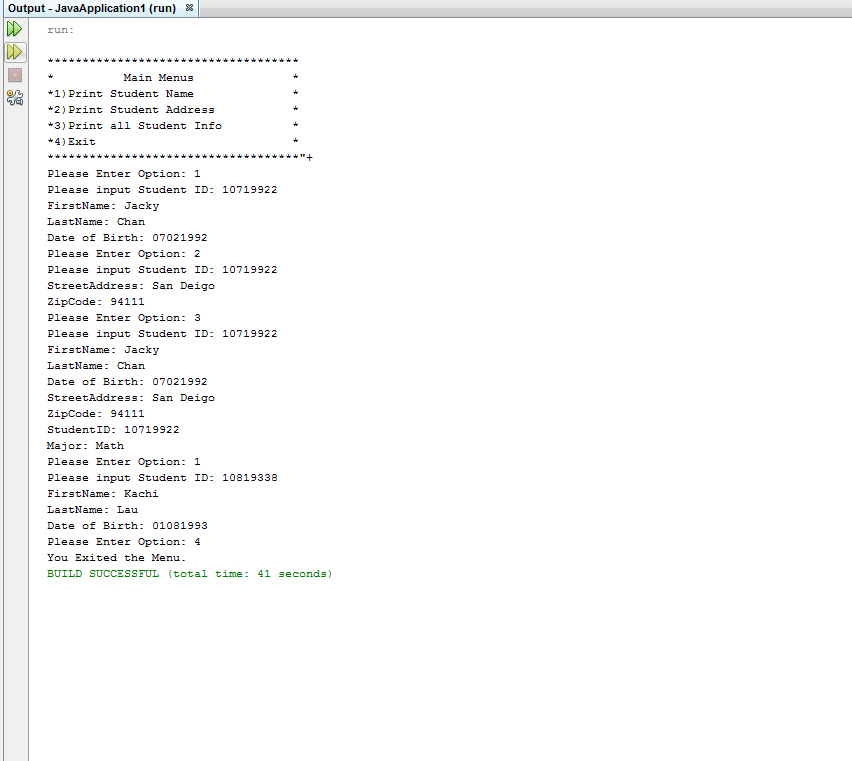 Output - JavaApplication1 (run)
run:
************************************
*          Main Menus              *
*1)Print Student Name              *
*2)Print Student Address           *
*3)Print all Student Info          *
*4)Exit                            *
************************************"+
Please Enter Option: 1
Please input Student ID: 10719922
FirstName: Jacky
LastName: Chan
Date of Birth: 07021992
Please Enter Option: 2
Please input Student ID: 10719922
StreetAddress: San Deigo
ZipCode: 94111
Please Enter Option: 3
Please input Student ID: 10719922
FirstName: Jacky
LastName: Chan
Date of Birth: 07021992
StreetAddress: San Deigo
ZipCode: 94111
StudentID: 10719922
Major: Math
Please Enter Option: 1
Please input Student ID: 10819338
FirstName: Kachi
LastName: Lau
Date of Birth: 01081993
Please Enter Option: 4
You Exited the Menu.
BUILD SUCCESSFUL (total time: 41 seconds)